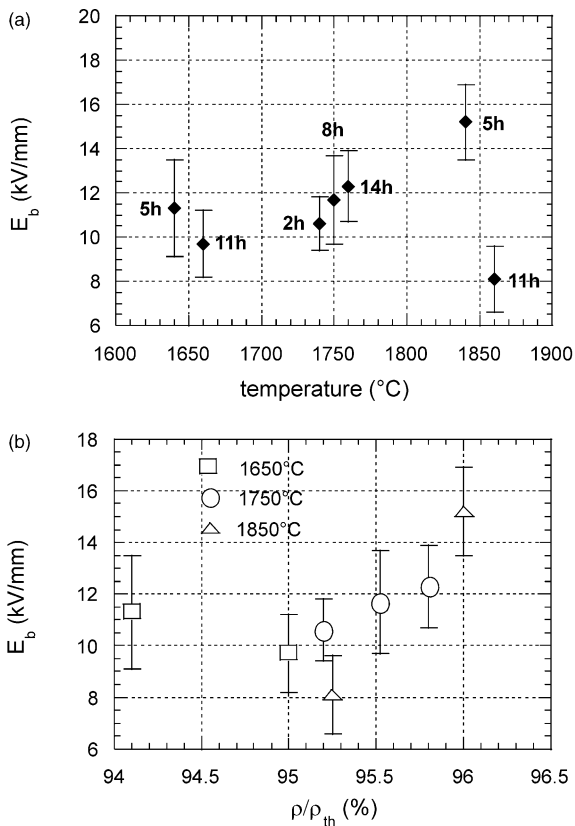 (a)
20
18
16
14
12
10
8
6
E_b (kV/mm)
5h
11h
2h
8h
14h
5h
11h
1600 1650 1700 1750 1800 1850 1900
temperature (°C)
(b)
18
16
14
12
10
8
6
E_b (kV/mm)
1650°C
1750°C
1850°C
94 94.5 95 95.5 96 96.5
ρ/ρ_th (%)